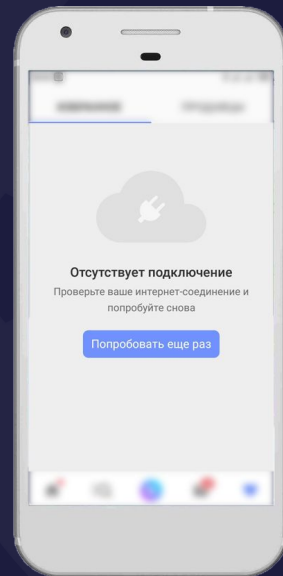 Отсутствует подключение
Проверьте ваше интернет-соединение и
попробуйте снова
Попробовать еще раз